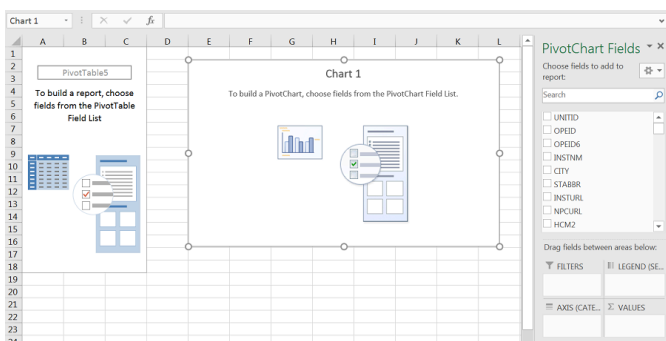 Chart 1
fx
A B C D E F G H I J K L
1
2
3
4
5
6
7
8
9
10
11
12
13
14
15
16
17
18
19
20
21
22
23
24
PivotTable5
To build a report, choose
fields from the PivotTable
Field List
Chart 1
To build a PivotChart, choose fields from the PivotChart Field List.
PivotChart Fields
Choose fields to add to
report:
Search
UNITID
OPEID
OPEID6
INSTNM
CITY
STABBR
INSTURL
NPCURL
HCM2
Drag fields between areas below:
FILTERS
LEGEND (SE...
AXIS (CATE...
Σ VALUES